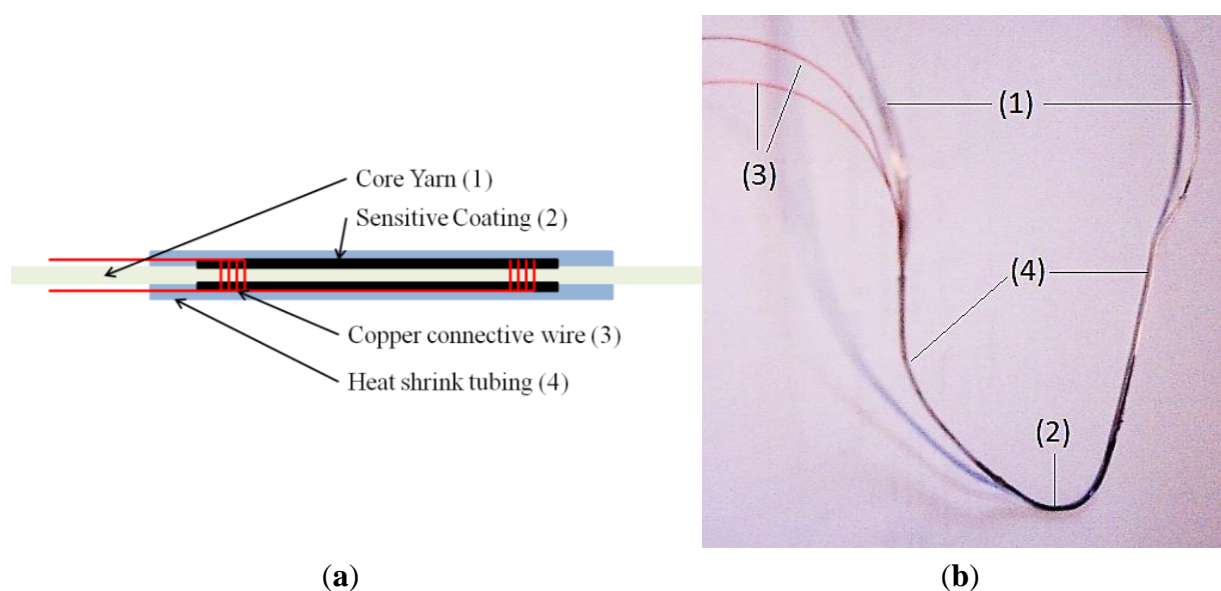 Core Yarn (1)
Sensitive Coating (2)
Copper connective wire (3)
Heat shrink tubing (4)
(a)
(1)
(3)
(4)
(2)
(b)